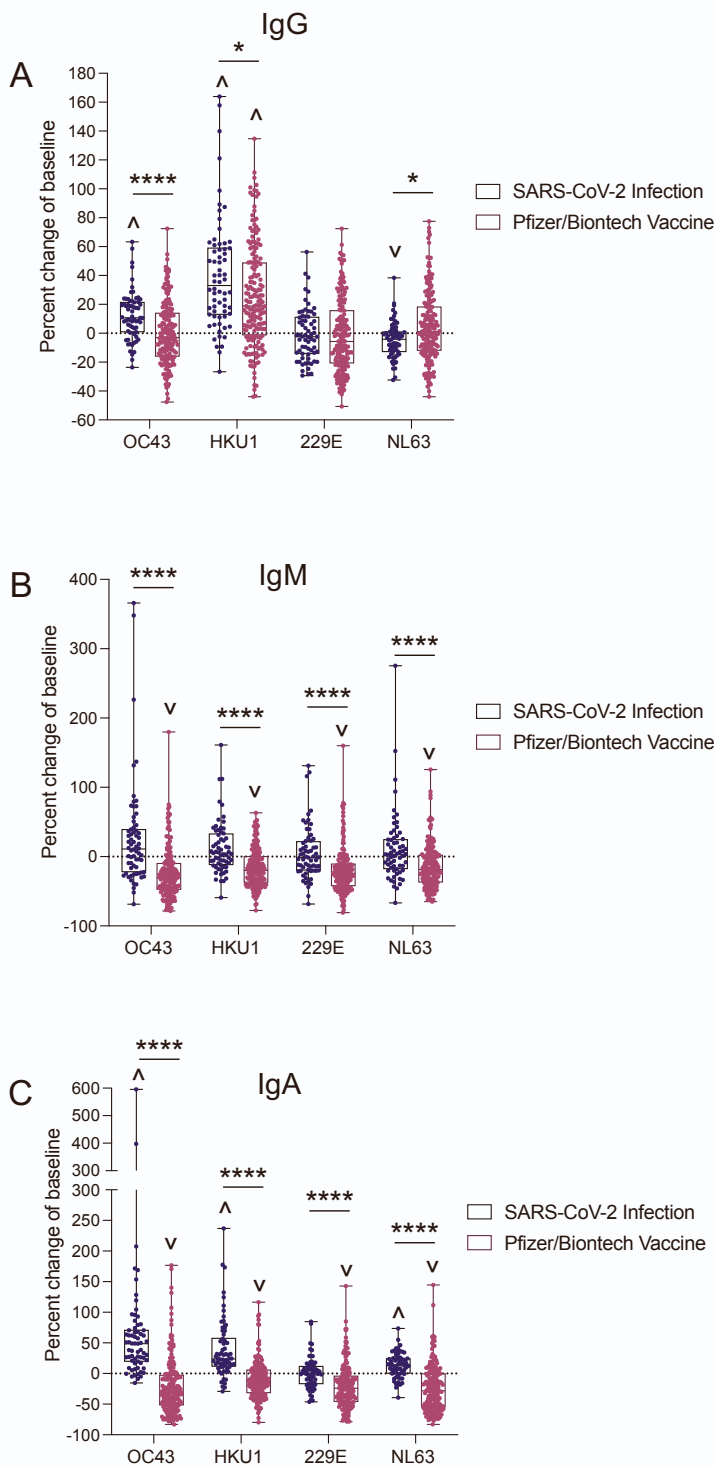 IgG
A
*
^
^
****
*
^
v
SARS-CoV-2 Infection
Pfizer/Biontech Vaccine
Percent change of baseline
180
160
140
120
100
80
60
40
20
0
-20
-40
-60
OC43 HKU1 229E NL63
B
IgM
****
****
****
****
v
v
v
v
SARS-CoV-2 Infection
Pfizer/Biontech Vaccine
Percent change of baseline
400
300
200
100
0
-100
OC43 HKU1 229E NL63
C
IgA
****
^
****
****
****
^
v
v
v
^
v
SARS-CoV-2 Infection
Pfizer/Biontech Vaccine
Percent change of baseline
600
500
400
300
300
250
200
150
100
50
0
-50
-100
OC43 HKU1 229E NL63